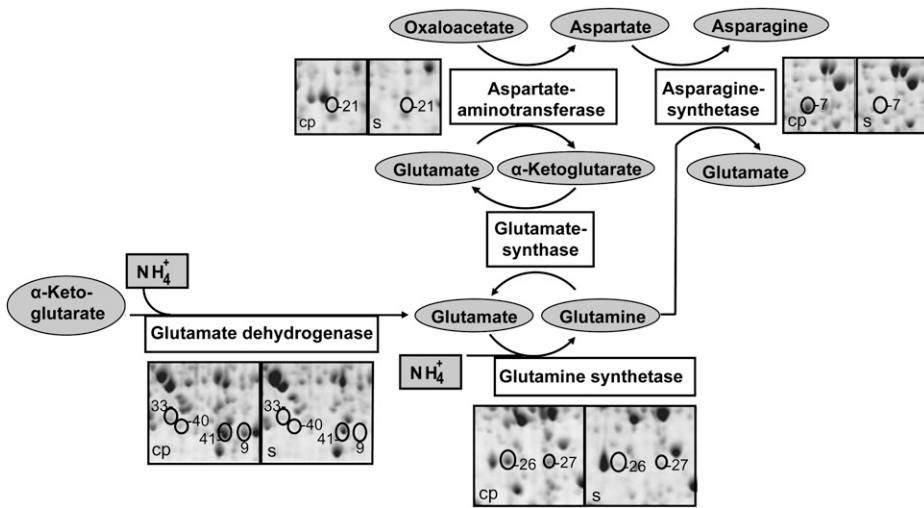 Oxaloacetate
Aspartate
Asparagine
-21
cp
-21
s
Aspartate-
aminotransferase
Asparagine-
synthetase
-7
cp
-7
s
Glutamate
α-Ketoglutarate
Glutamate
Glutamate-
synthase
NH4+
α-Keto-
glutarate
Glutamate
Glutamine
Glutamate dehydrogenase
NH4+
Glutamine synthetase
33-
-40
41-
9
cp
33-
-40
41-
9
s
-26
-27
cp
-26
-27
s